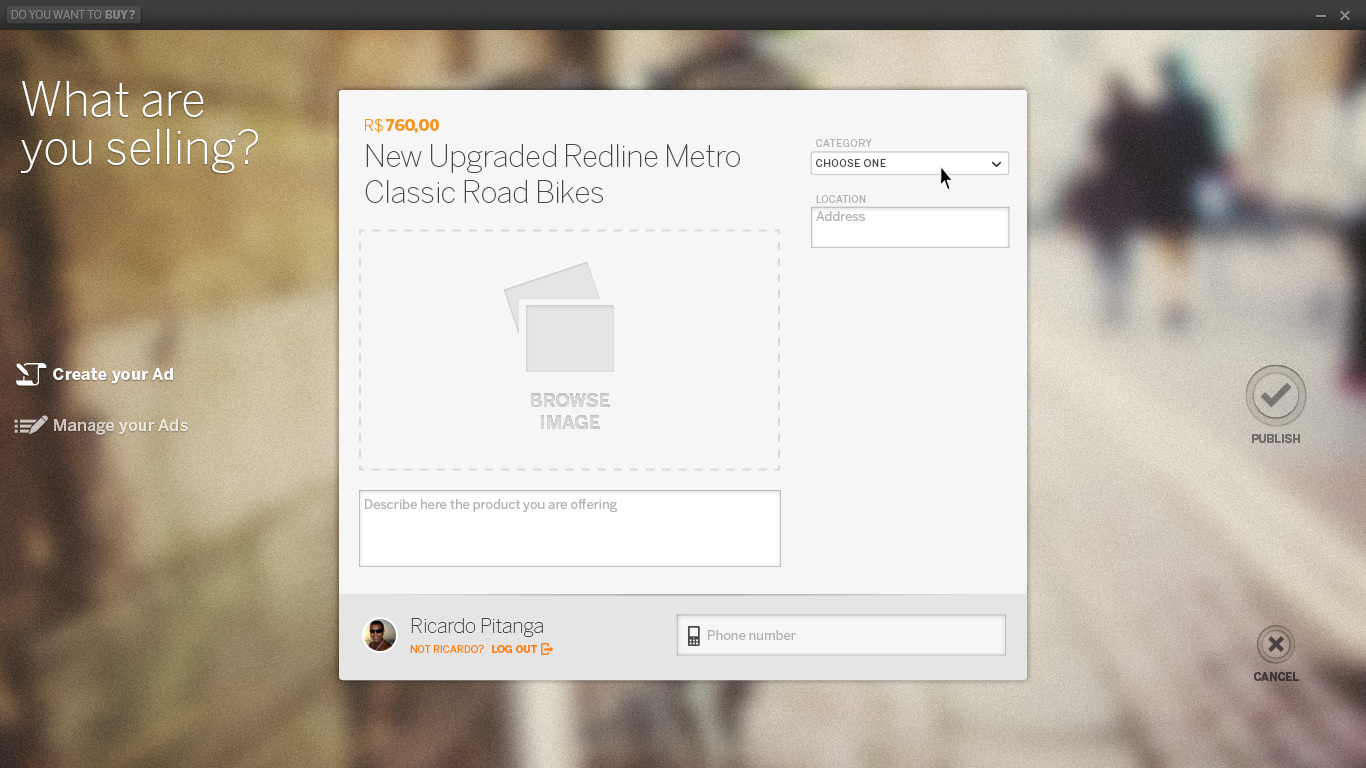 DO YOU WANT TO BUY?
What are
you selling?
Create your Ad
Manage your Ads
R$ 760,00
New Upgraded Redline Metro
Classic Road Bikes
CATEGORY
CHOOSE ONE
LOCATION
Address
BROWSE
IMAGE
Describe here the product you are offering
Ricardo Pitanga
NOT RICARDO? LOG OUT
Phone number
PUBLISH
CANCEL